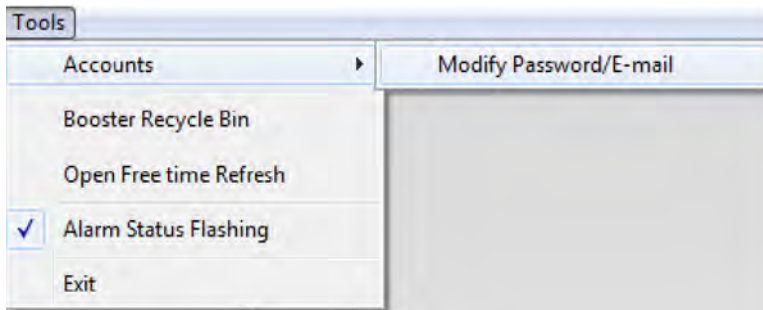 Tools
Accounts
Modify Password/E-mail
Booster Recycle Bin
Open Free time Refresh
Alarm Status Flashing
Exit